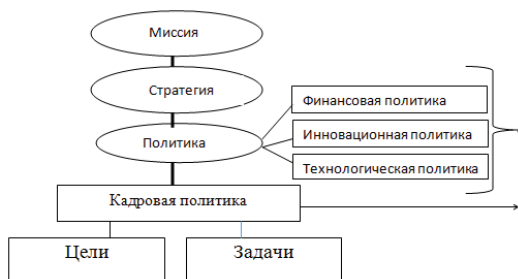 Миссия
Стратегия
Финансовая политика
Политика
Инновационная политика
Технологическая политика
Кадровая политика
Цели
Задачи